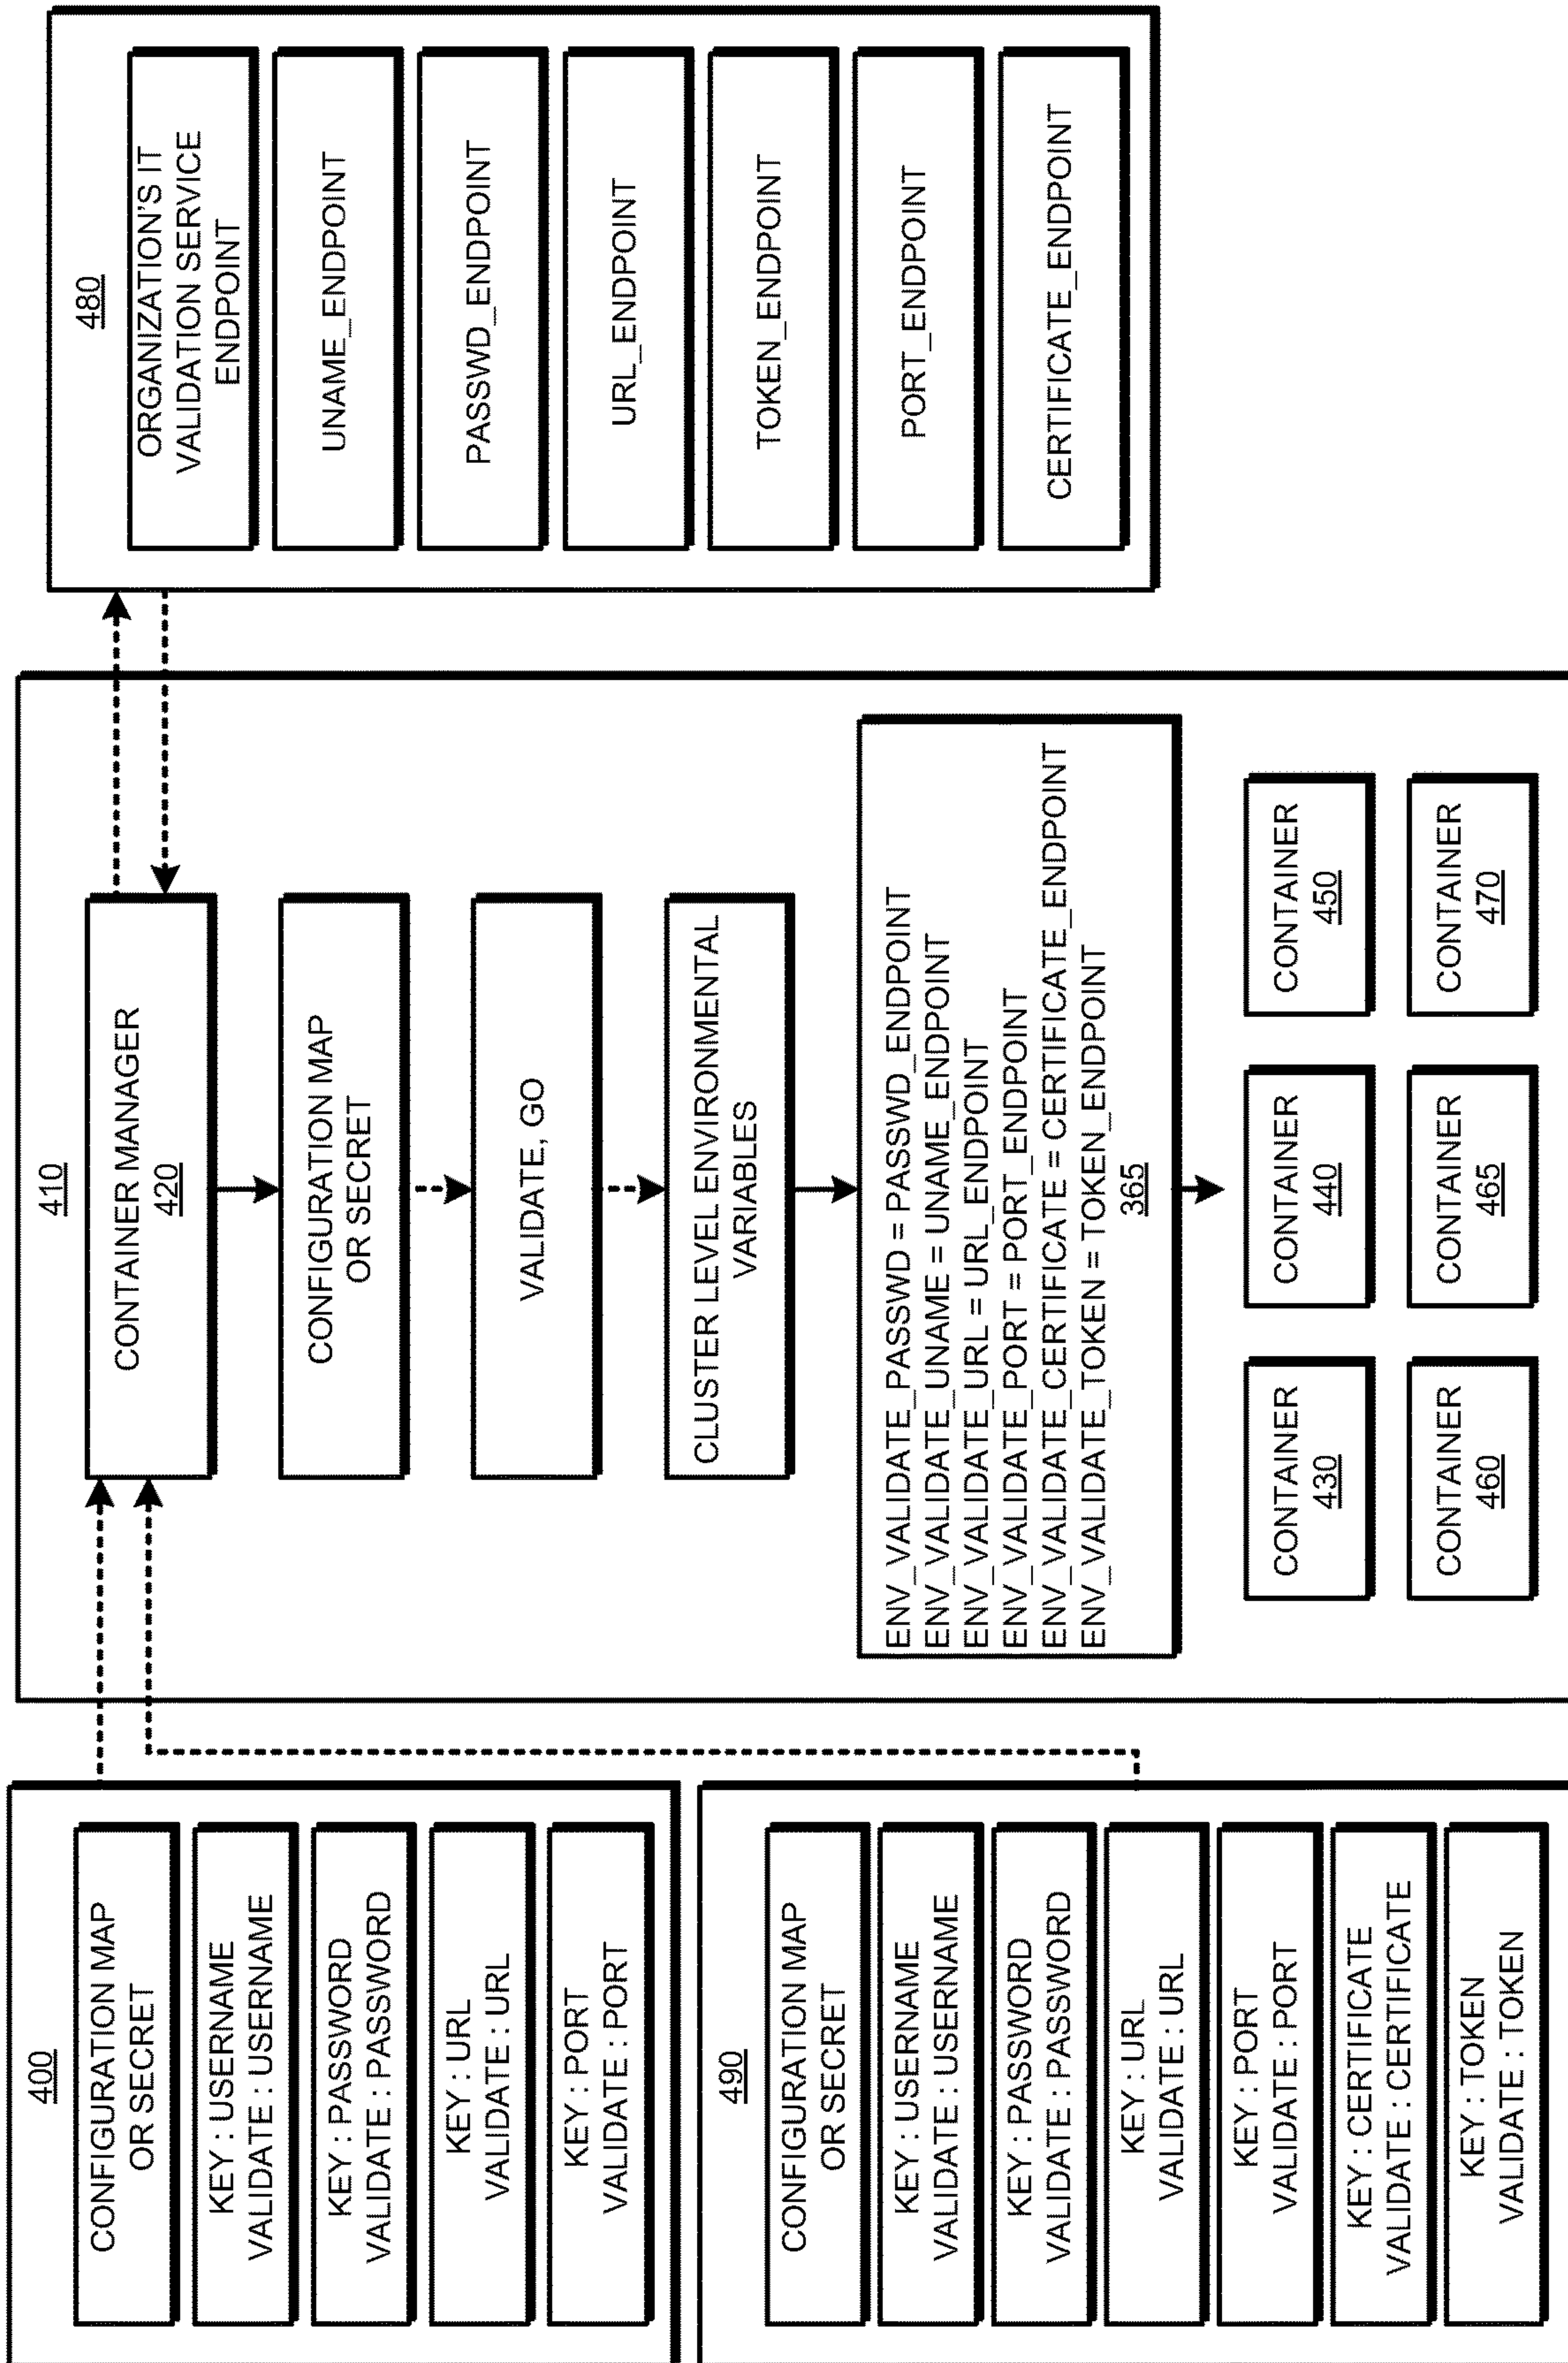 400
CONFIGURATION MAP
OR SECRET
KEY : USERNAME
VALIDATE : USERNAME
KEY : PASSWORD
VALIDATE : PASSWORD
KEY : URL
VALIDATE : URL
KEY : PORT
VALIDATE : PORT
490
CONFIGURATION MAP
OR SECRET
KEY : USERNAME
VALIDATE : USERNAME
KEY : PASSWORD
VALIDATE : PASSWORD
KEY : URL
VALIDATE : URL
KEY : PORT
VALIDATE : PORT
KEY : CERTIFICATE
VALIDATE : CERTIFICATE
KEY : TOKEN
VALIDATE : TOKEN
410
CONTAINER MANAGER
420
CONFIGURATION MAP
OR SECRET
VALIDATE, GO
CLUSTER LEVEL ENVIRONMENTAL
VARIABLES
ENV_VALIDATE_PASSWD = PASSWD_ENDPOINT
ENV_VALIDATE_UNAME = UNAME_ENDPOINT
ENV_VALIDATE_URL = URL_ENDPOINT
ENV_VALIDATE_PORT = PORT_ENDPOINT
ENV_VALIDATE_CERTIFICATE = CERTIFICATE_ENDPOINT
ENV_VALIDATE_TOKEN = TOKEN_ENDPOINT
365
CONTAINER
430
CONTAINER
440
CONTAINER
450
CONTAINER
460
CONTAINER
465
CONTAINER
470
480
ORGANIZATION'S IT
VALIDATION SERVICE
ENDPOINT
UNAME_ENDPOINT
PASSWD_ENDPOINT
URL_ENDPOINT
TOKEN_ENDPOINT
PORT_ENDPOINT
CERTIFICATE_ENDPOINT